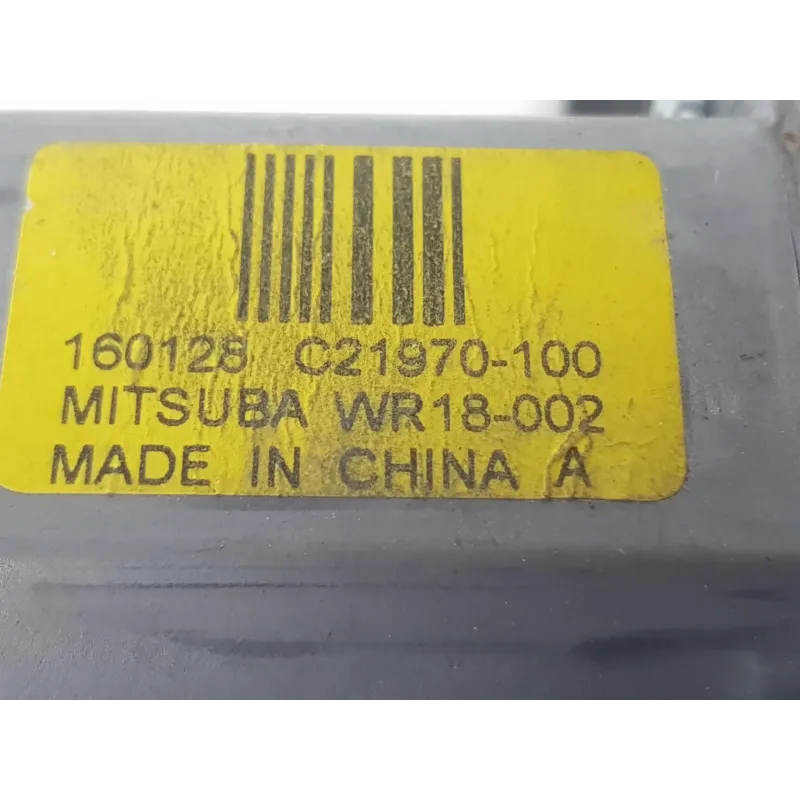 160128 C21970-100
MITSUBA WR18-002
MADE IN CHINA A